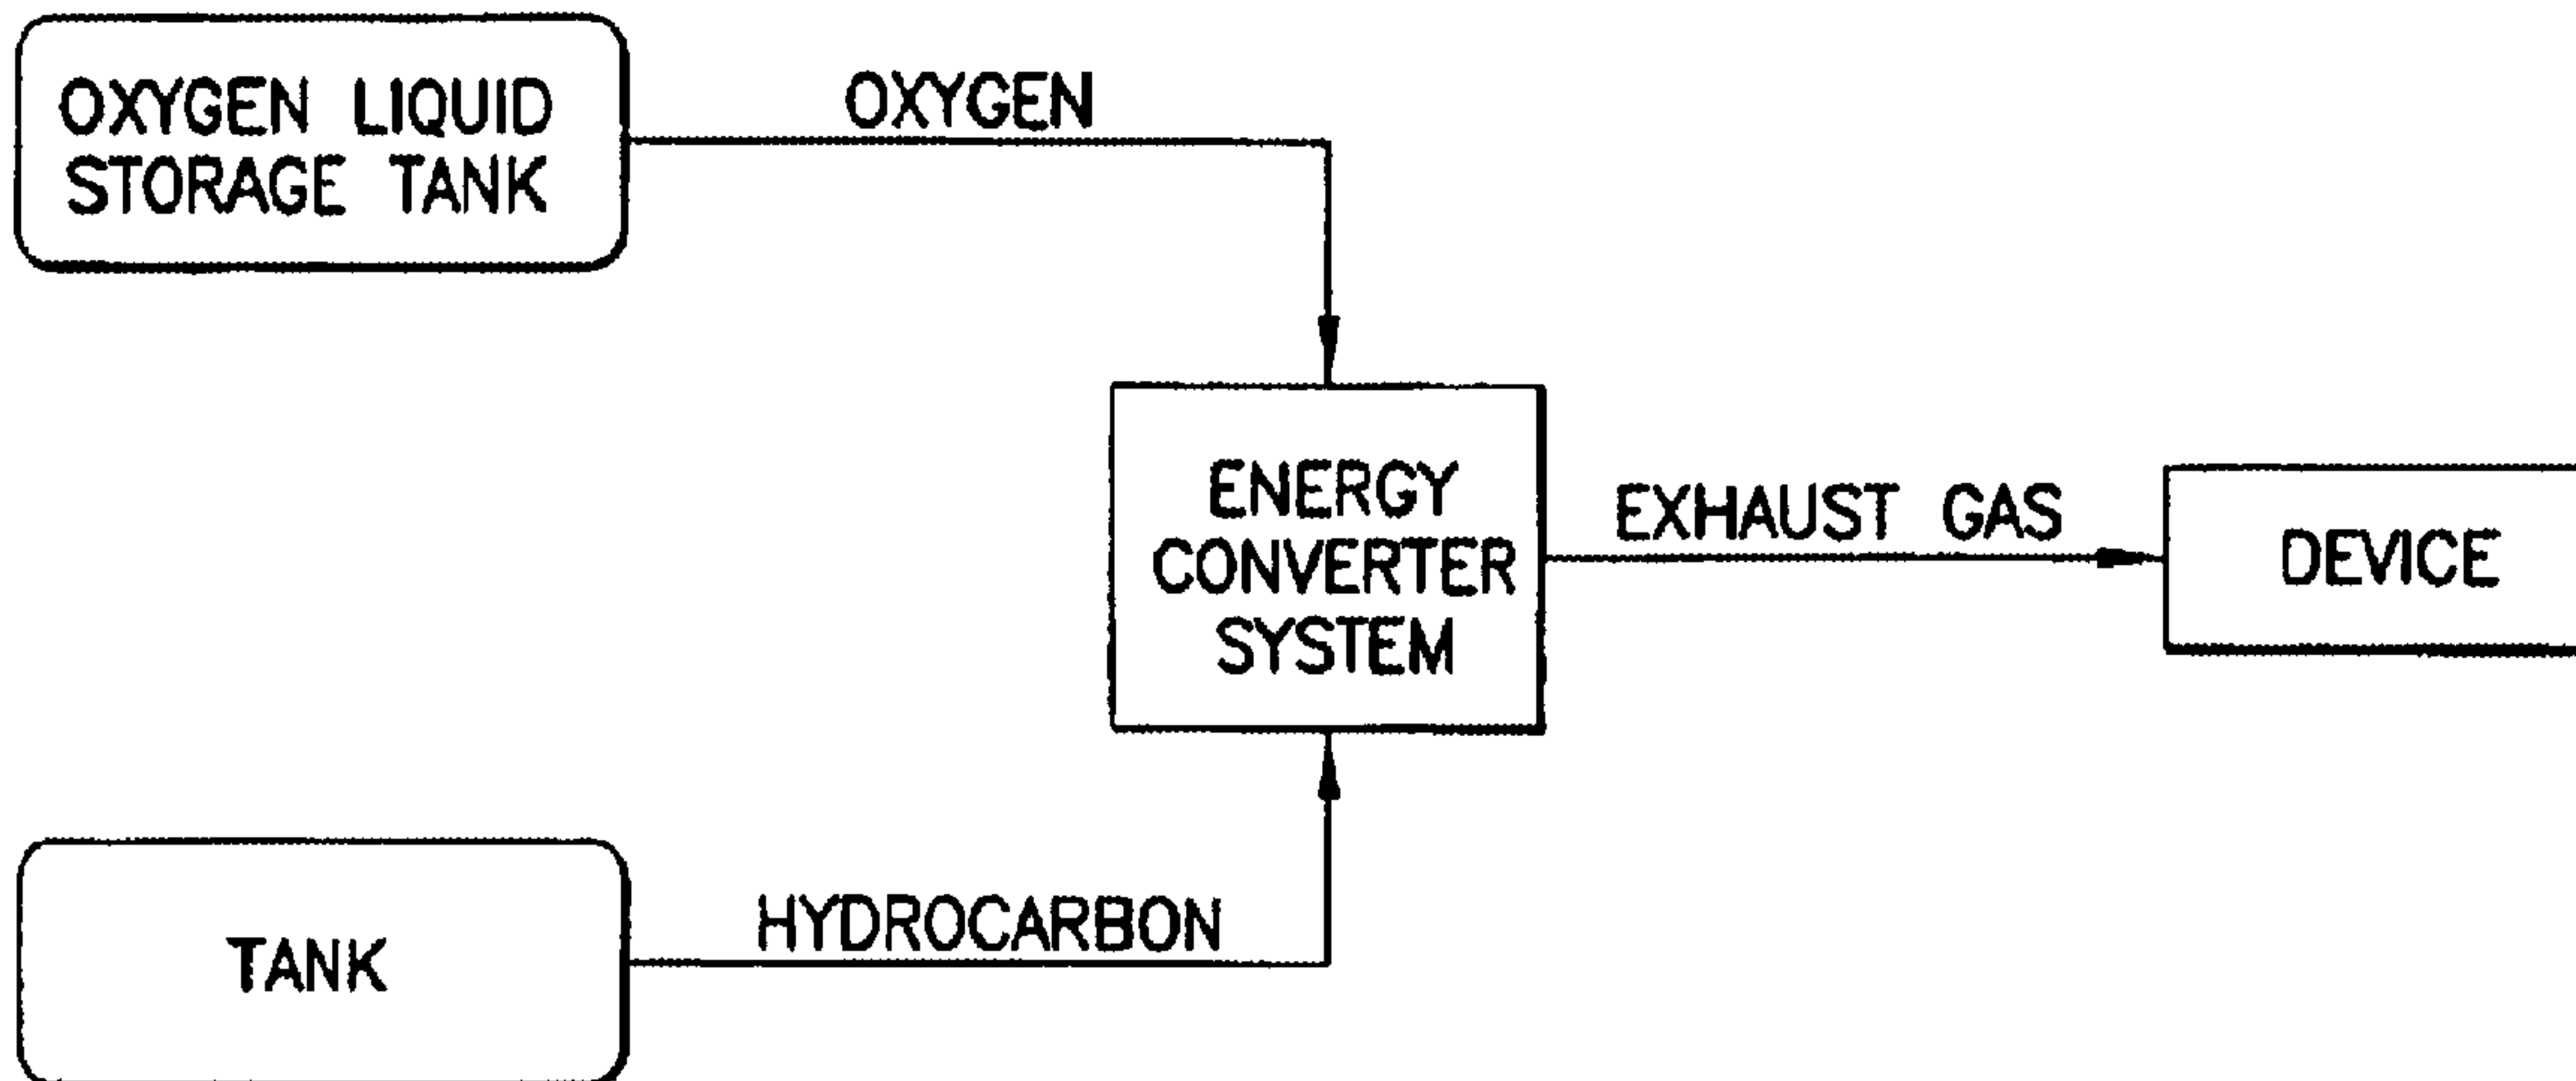 OXYGEN LIQUID
STORAGE TANK
OXYGEN
ENERGY
CONVERTER
SYSTEM
EXHAUST GAS
DEVICE
HYDROCARBON
TANK